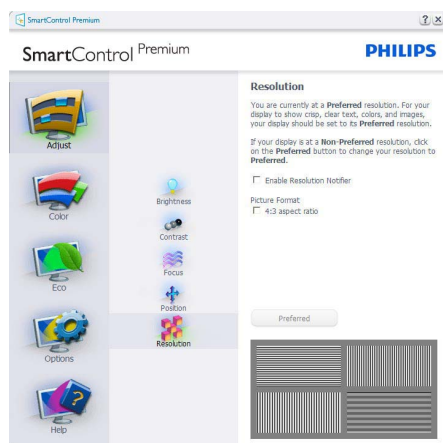 SmartControl Premium
SmartControl Premium
PHILIPS
Adjust
Color
Eco
Options
Help
Brightness
Contrast
Focus
Position
Resolution
Resolution
You are currently at a Preferred resolution. For your
display to show crisp, clear text, colors, and images,
your display should be set to its Preferred resolution.
If your display is at a Non-Preferred resolution, click
on the Preferred button to change your resolution to
Preferred.
Enable Resolution Notifier
Picture Format
4:3 aspect ratio
Preferred